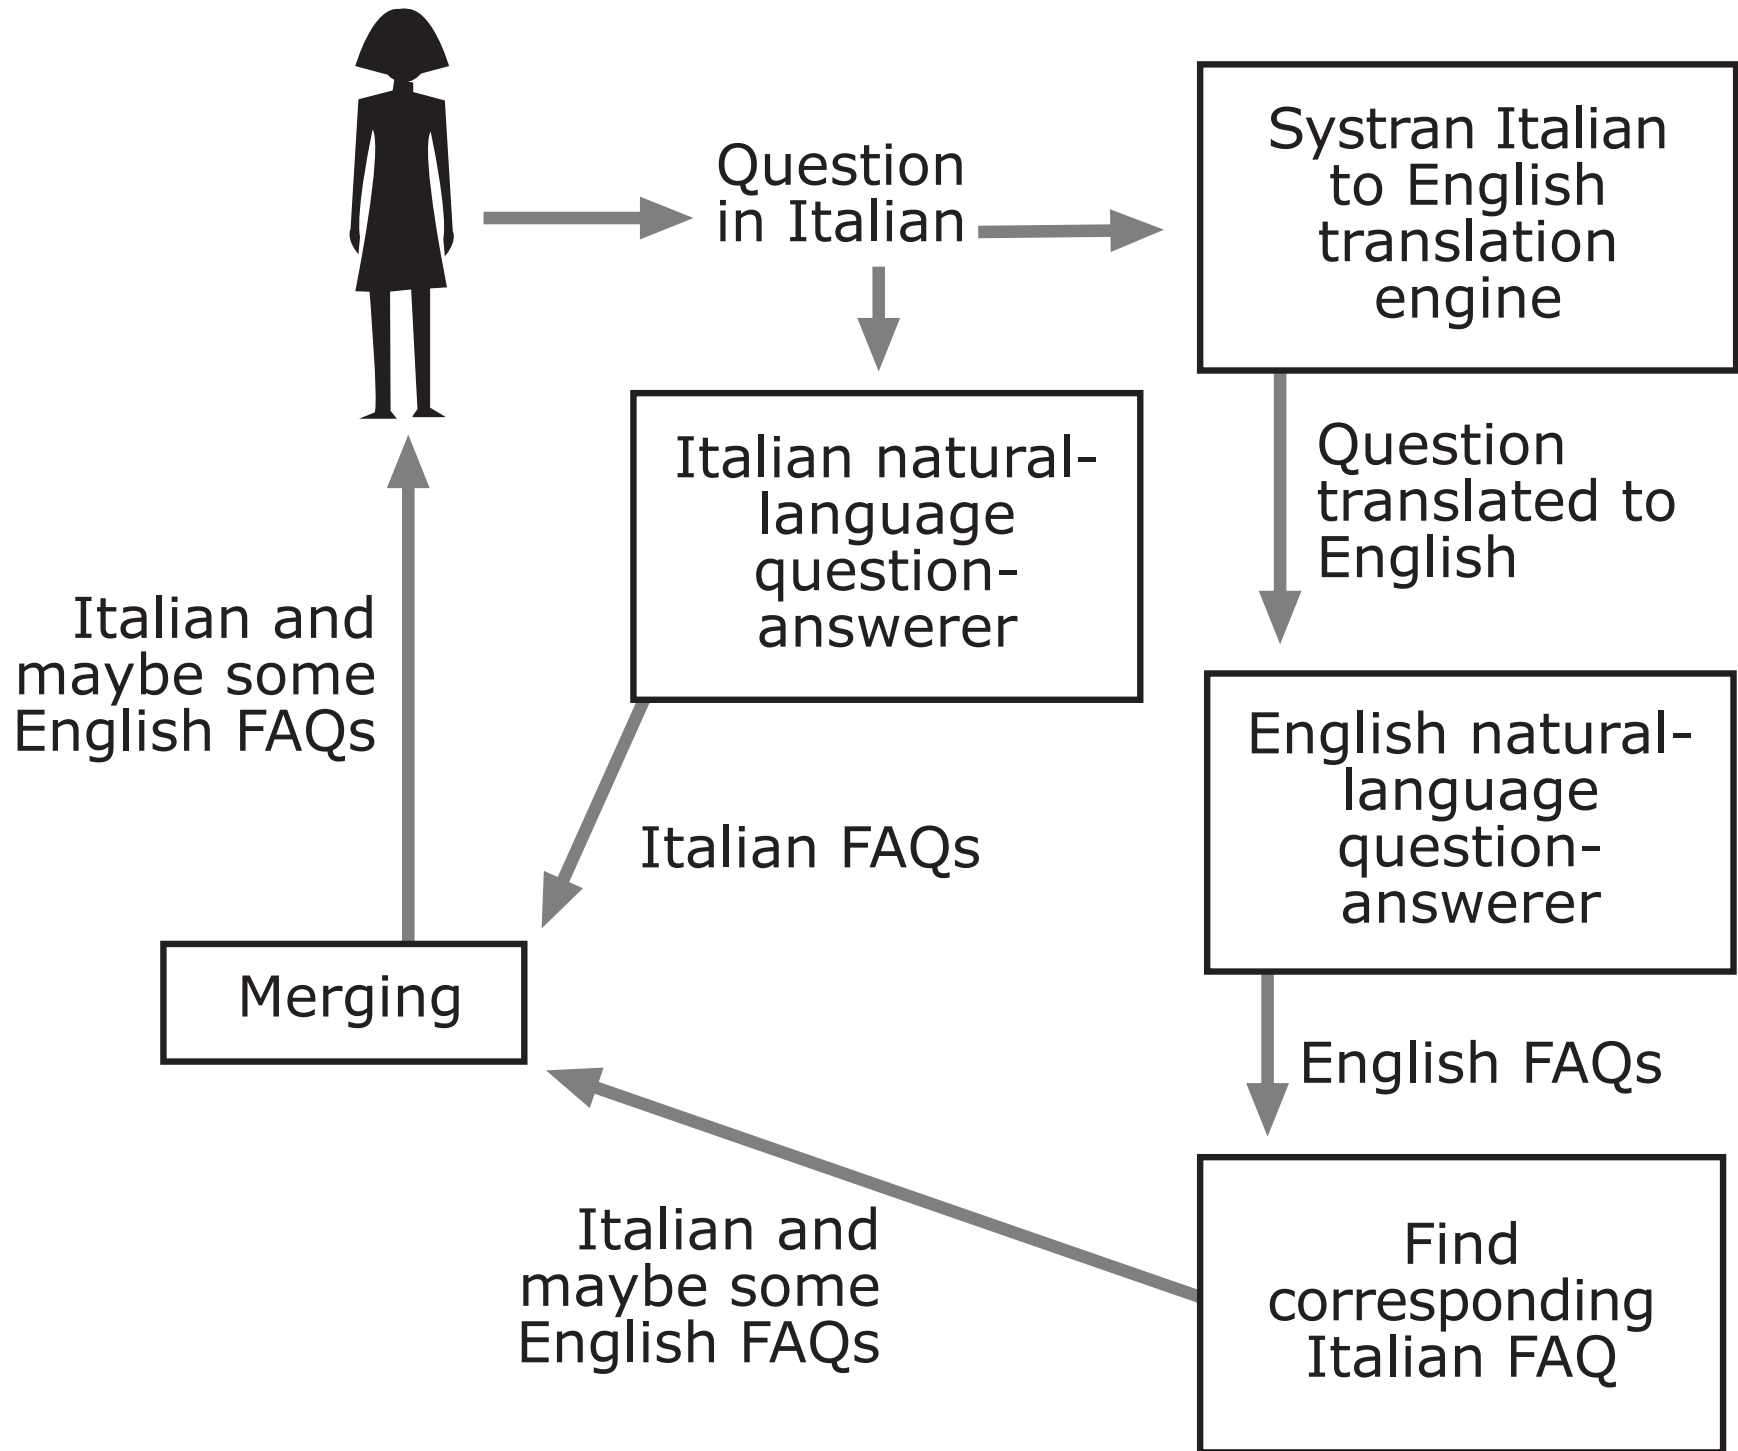 Question
in Italian
Systran Italian
to English
translation
engine
Italian natural-
language
question-
answerer
Question
translated to
English
Italian and
maybe some
English FAQs
English natural-
language
question-
answerer
Italian FAQs
Merging
English FAQs
Italian and
maybe some
English FAQs
Find
corresponding
Italian FAQ